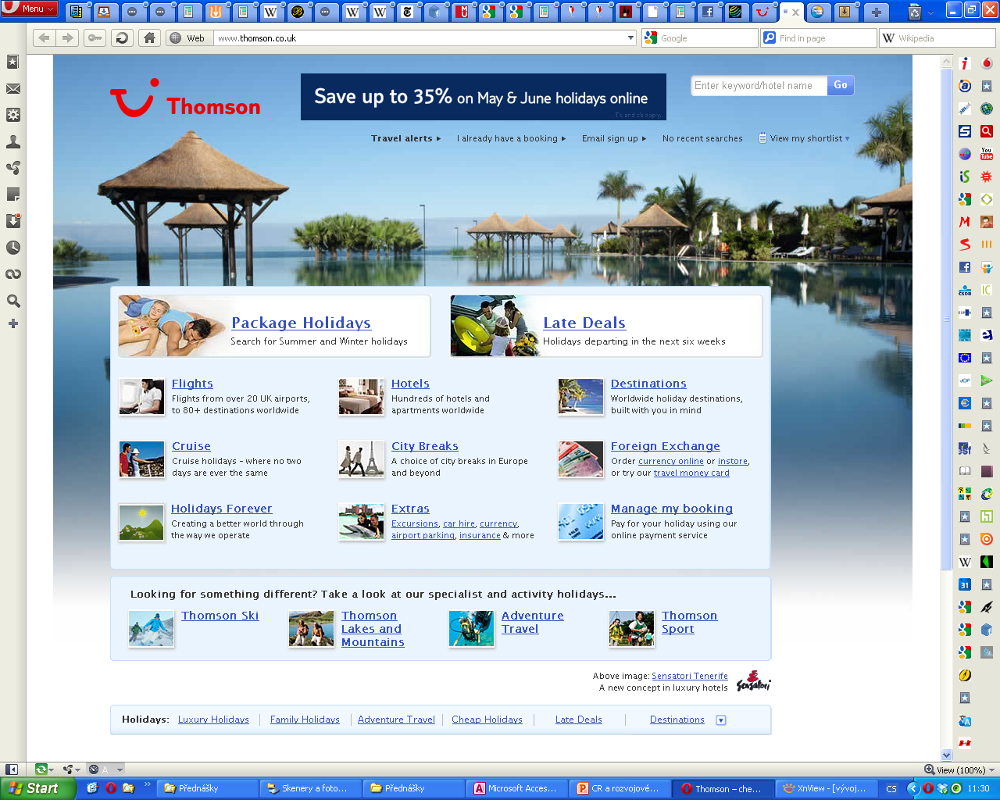 Menu
Web
www.thomson.co.uk
Google
Find in page
Wikipedia
Thomson
Save up to 35% on May & June holidays online
T's and c's apply.
Enter keyword/hotel name
Go
Travel alerts
I already have a booking
Email sign up
No recent searches
View my shortlist
Package Holidays
Search for Summer and Winter holidays
Late Deals
Holidays departing in the next six weeks
Flights
Flights from over 20 UK airports,
to 80+ destinations worldwide
Hotels
Hundreds of hotels and
apartments worldwide
Destinations
Worldwide holiday destinations,
built with you in mind
Cruise
Cruise holidays - where no two
days are ever the same
City Breaks
A choice of city breaks in Europe
and beyond
Foreign Exchange
Order currency online or instore,
or try our travel money card
Holidays Forever
Creating a better world through
the way we operate
Extras
Excursions, car hire, currency,
airport parking, insurance & more
Manage my booking
Pay for your holiday using our
online payment service
Looking for something different? Take a look at our specialist and activity holidays...
Thomson Ski
Thomson
Lakes and
Mountains
Adventure
Travel
Thomson
Sport
Above image: Sensatori Tenerife
A new concept in luxury hotels
Sensatori
Holidays:
Luxury Holidays
Family Holidays
Adventure Travel
Cheap Holidays
Late Deals
Destinations
View (100%)
Start
Přednášky
Skenery a foto...
Přednášky
Microsoft Acces...
CR a rozvojové...
Thomson – che...
XnView - [vývoj...
CS
11:30